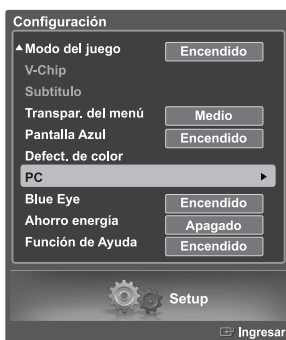 Configuración
Modo del juego Encendido
V-Chip
Subtítulo
Transpar. del menú Medio
Pantalla Azul Encendido
Defect. de color
PC
Blue Eye Encendido
Ahorro energía Apagado
Función de Ayuda Encendido
Setup
Ingresar